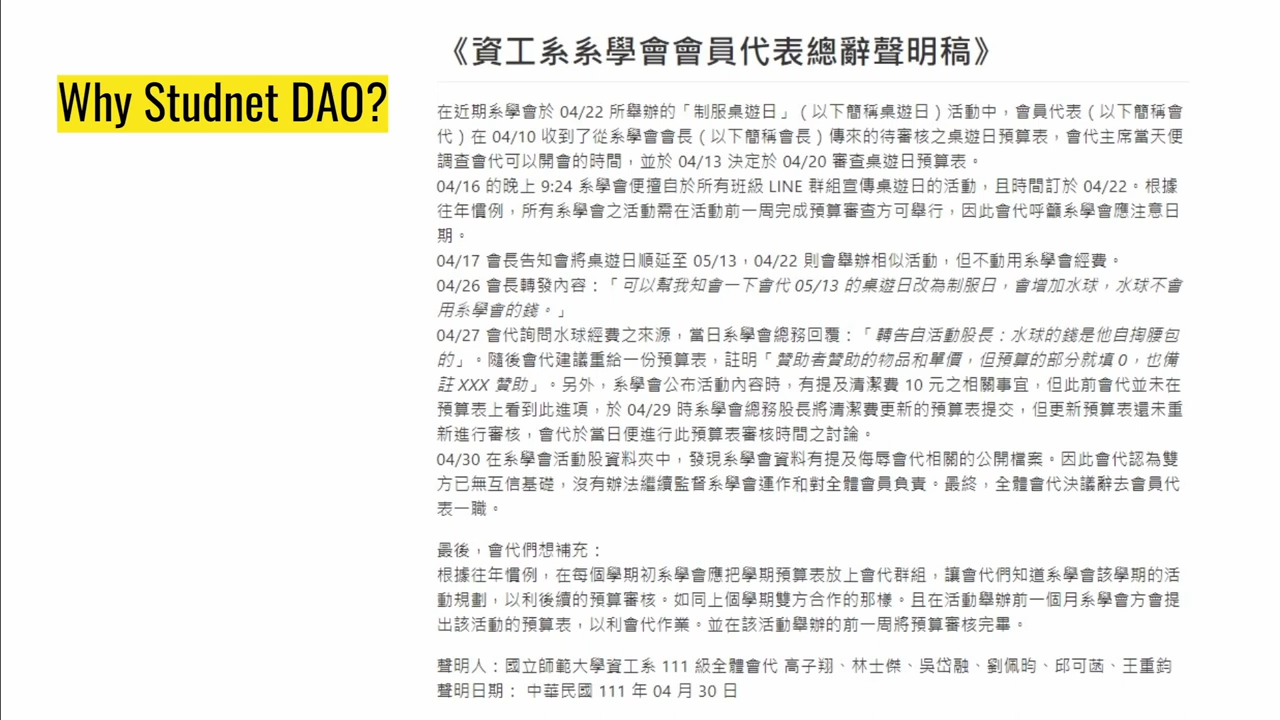 Why Studnet DAO?
《資工系系學會會員代表總辭聲明稿》
在近期系學會於 04/22 所舉辦的「制服桌遊日」（以下簡稱桌遊日）活動中，會員代表（以下簡稱會
代）在 04/10 收到了從系學會會長（以下簡稱會長）傳來的待審核之桌遊日預算表，會代主席當天便
調查會代可以開會的時間，並於 04/13 決定於 04/20 審查桌遊日預算表。
04/16 的晚上 9:24 系學會便擅自於所有班級 LINE 群組宣傳桌遊日的活動，且時間訂於 04/22。根據
往年慣例，所有系學會之活動需在活動前一周完成預算審查方可舉行，因此會代呼籲系學會應注意日
期。
04/17 會長告知會將桌遊日順延至 05/13，04/22 則會舉辦相似活動，但不動用系學會經費。
04/26 會長轉發內容：「可以幫我知會一下會代 05/13 的桌遊日改為制服日，會增加水球，水球不會
用系學會的錢。」
04/27 會代詢問水球經費之來源，當日系學會總務回覆：「轉告自活動股長：水球的錢是他自掏腰包
的」。隨後會代建議重給一份預算表，註明「贊助者贊助的物品和單價，但預算的部分就填 0，也備
註 XXX 贊助」。另外，系學會公布活動內容時，有提及清潔費 10 元之相關事宜，但此前會代並未在
預算表上看到此進項，於 04/29 時系學會總務股長將清潔費更新的預算表提交，但更新預算表還未重
新進行審核，會代於當日便進行此預算表審核時間之討論。
04/30 在系學會活動股資料夾中，發現系學會資料有提及侮辱會代相關的公開檔案。因此會代認為雙
方已無互信基礎，沒有辦法繼續監督系學會運作和對全體會員負責。最終，全體會代決議辭去會員代
表一職。
最後，會代們想補充：
根據往年慣例，在每個學期初系學會應把學期預算表放上會代群組，讓會代們知道系學會該學期的活
動規劃，以利後續的預算審核。如同上個學期雙方合作的那樣。且在活動舉辦前一個月系學會方會提
出該活動的預算表，以利會代作業。並在該活動舉辦的前一周將預算審核完畢。
聲明人：國立師範大學資工系 111 級全體會代 高子翔、林士傑、吳岱融、劉佩昀、邱可菡、王重鈞
聲明日期： 中華民國 111 年 04 月 30 日